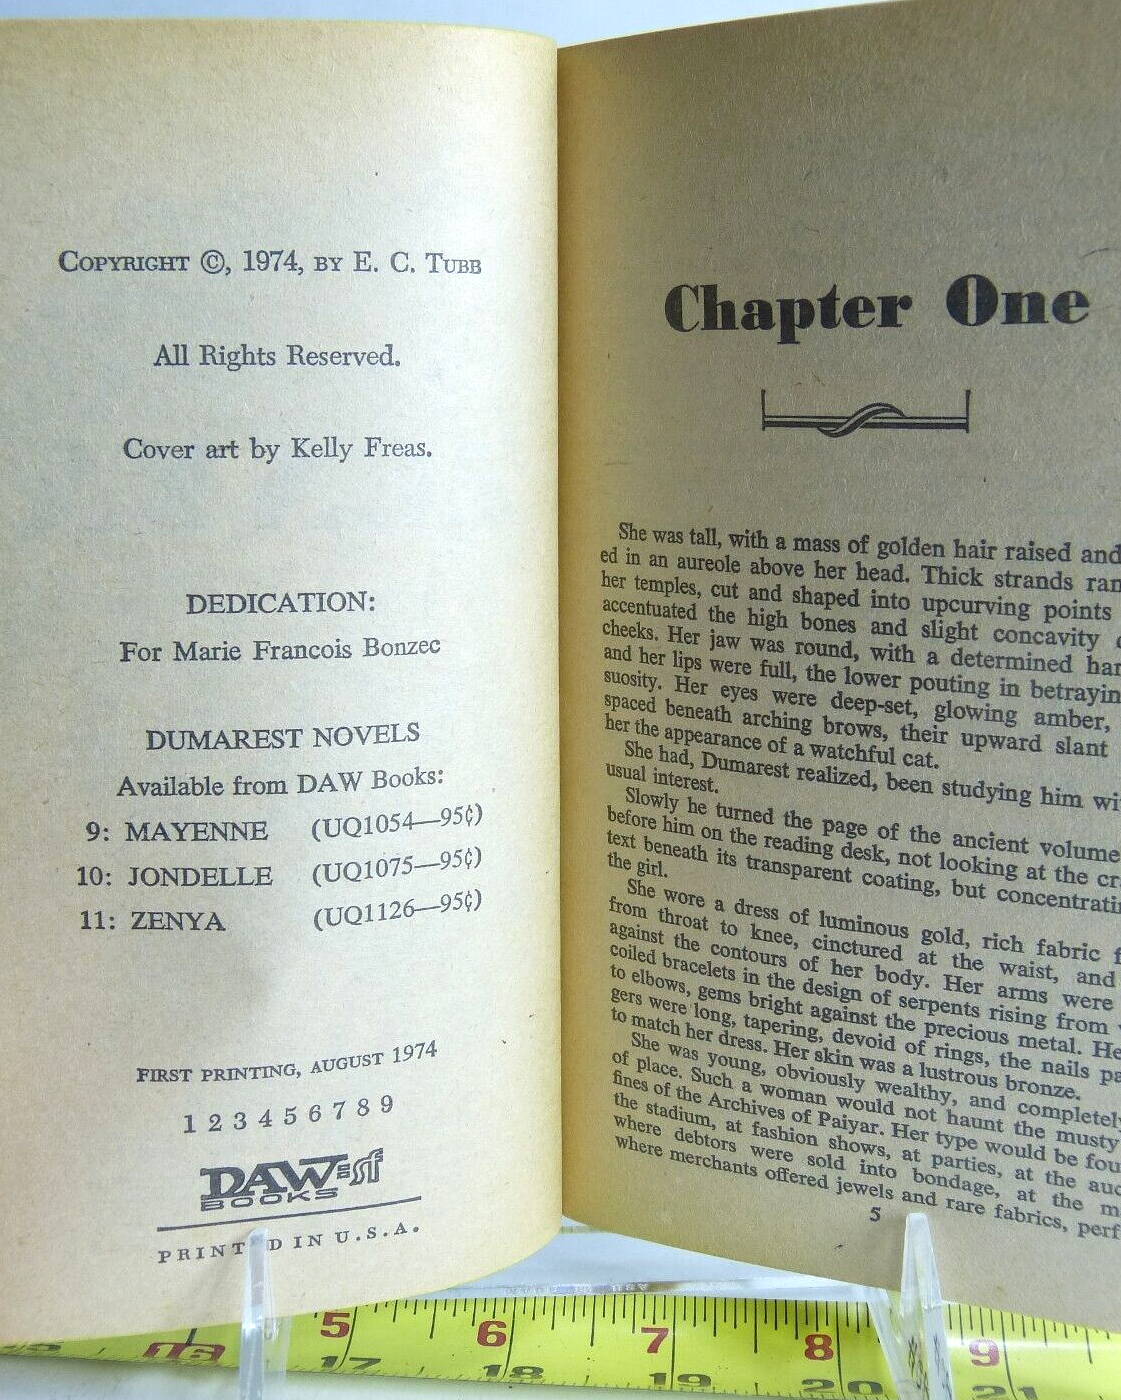 COPYRIGHT ©, 1974, BY E. C. TUBB
All Rights Reserved.
Cover art by Kelly Freas.
DEDICATION:
For Marie Francois Bonzec
DUMAREST NOVELS
Available from DAW Books:
9: MAYENNE (UQ1054—95¢)
10: JONDELLE (UQ1075—95¢)
11: ZENYA (UQ1126—95¢)
FIRST PRINTING, AUGUST 1974
1 2 3 4 5 6 7 8 9
DAW=sf
BOOKS
PRINTED IN U.S.A.
Chapter One
She was tall, with a mass of golden hair raised and
ed in an aureole above her head. Thick strands ran
her temples, cut and shaped into upcurving points
accentuated the high bones and slight concavity
cheeks. Her jaw was round, with a determined
and her lips were full, the lower pouting in
suosity. Her eyes were deep-set, glowing amber,
spaced beneath arching brows, their upward slant
her the appearance of a watchful cat.
She had, Dumarest realized, been studying him
usual interest.
Slowly he turned the page of the ancient volume
before him on the reading desk, not looking at the
text beneath its transparent coating, but
the girl.
She wore a dress of luminous gold, rich fabric
from throat to knee, cinctured at the waist, and
against the contours of her body. Her arms were
coiled bracelets in the design of serpents rising from
to elbows, gems bright against the precious metal.
gers were long, tapering, devoid of rings, the nails
to match her dress. Her skin was a lustrous bronze.
She was young, obviously wealthy, and
of place. Such a woman would not haunt the musty
fines of the Archives of Paiyar. Her type would be
the stadium, at fashion shows, at parties, at the
where debtors were sold into bondage, at the
where merchants offered jewels and rare fabrics,
5
5 6 7 8 9
17 18 19 20 21